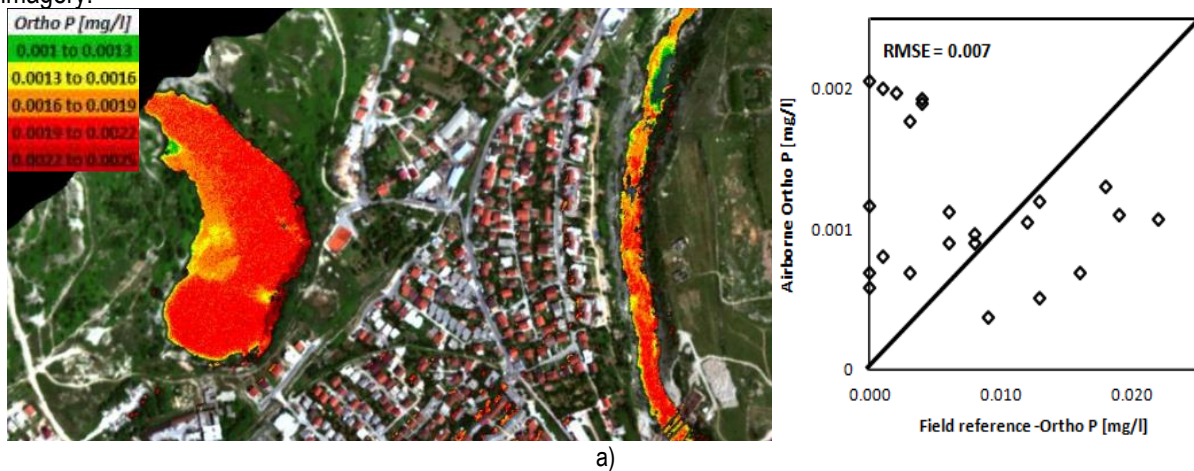 imagery.
Ortho P [mg/l]
0.001 to 0.0013
0.0013 to 0.0016
0.0016 to 0.0019
0.0019 to 0.0022
0.0022 to 0.0025
RMSE = 0.007
Airborne Ortho P [mg/l]
0.002
0.001
0
0.000 0.010 0.020
Field reference -Ortho P [mg/l]
a)